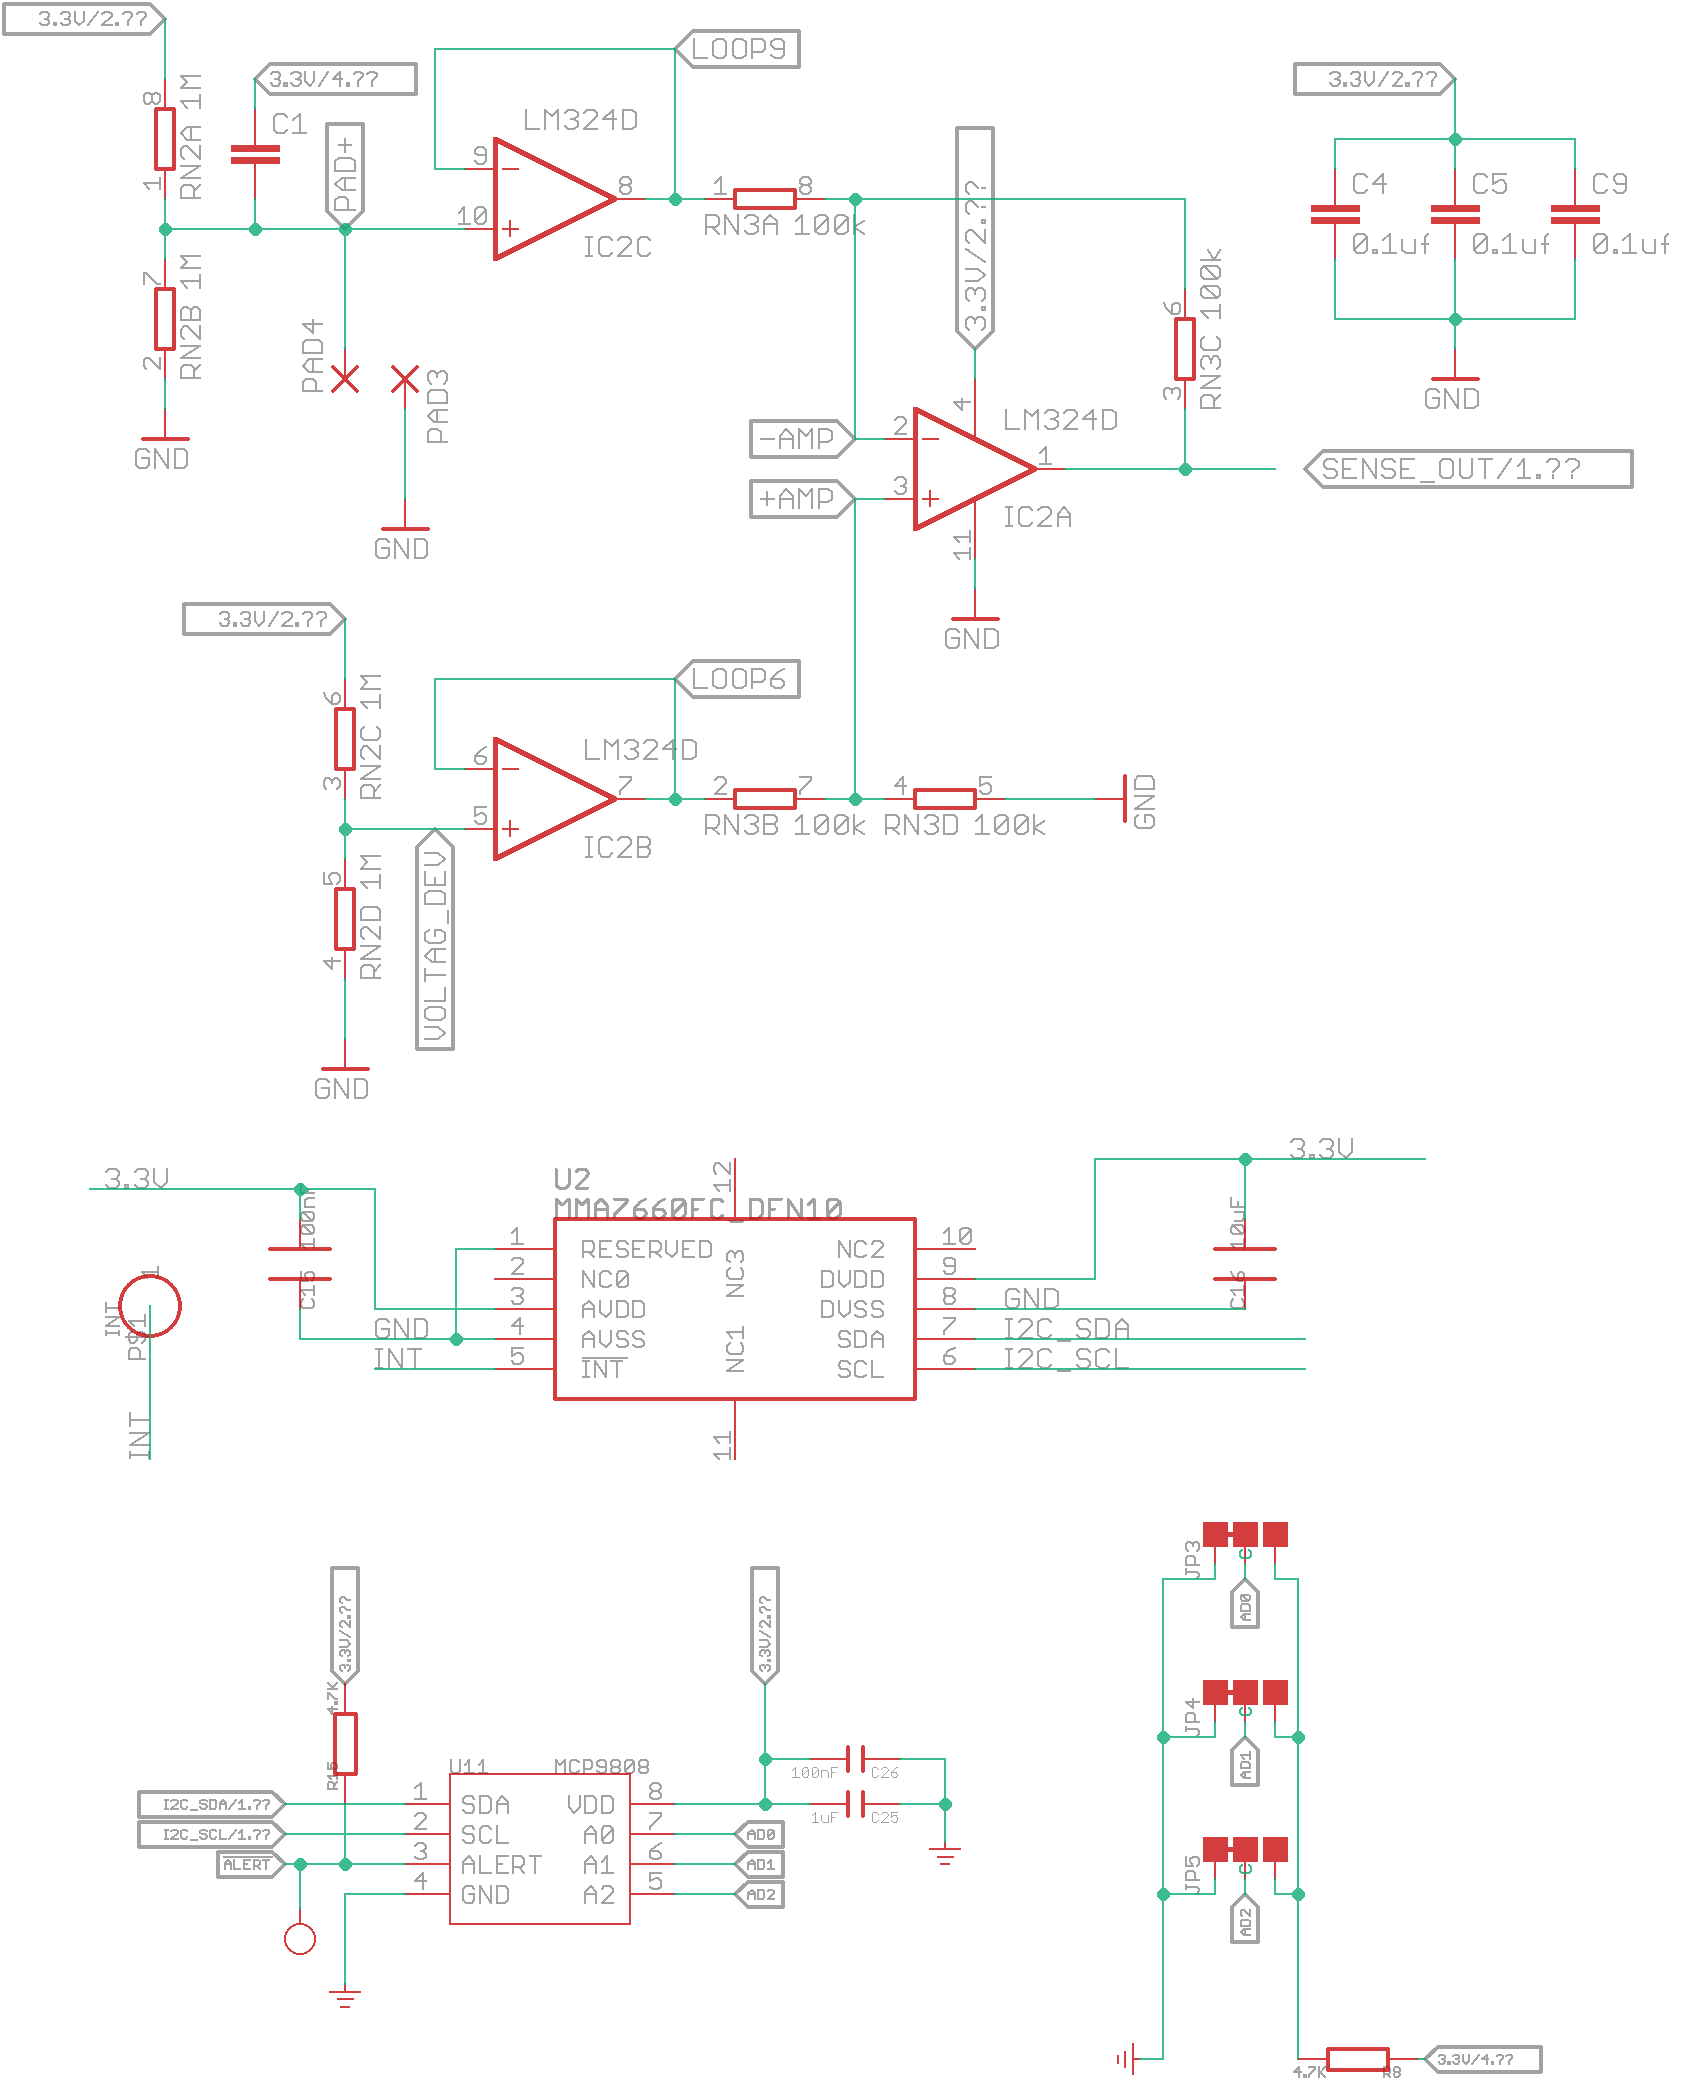 3.3V/2.??
8
RN2A 1M
1
3.3V/4.??
C1
PAD+
7
RN2B 1M
2
GND
PAD4
PAD3
GND
LOOP9
LM324D
9
10
8
IC2C
1
8
RN3A 100k
3.3V/2.??
6
RN3C 100k
3
-AMP
+AMP
2
3
4
11
1
LM324D
IC2A
GND
SENSE_OUT/1.??
3.3V/2.??
C4
0.1uf
C5
0.1uf
C9
0.1uf
GND
3.3V/2.??
6
RN2C 1M
3
5
RN2D 1M
4
GND
VOLTAG_DEV
LOOP6
LM324D
6
5
7
IC2B
2
7
RN3B 100k
4
5
RN3D 100k
GND
3.3V
100nF
C15
1
INT
P$1
INT
GND
INT
U2
MMA7660FC_DFN10
12
11
1
2
3
4
5
RESERVED
NC0
AVDD
AVSS
INT
NC3
NC1
NC2
DVDD
DVSS
SDA
SCL
10
9
8
7
6
3.3V
10uF
C16
GND
I2C_SDA
I2C_SCL
3.3V/2.??
4.7K
R15
I2C_SDA/1.??
I2C_SCL/1.??
ALERT
U11
MCP9808
1
2
3
4
SDA
SCL
ALERT
GND
VDD
A0
A1
A2
8
7
6
5
AD0
AD1
AD2
3.3V/2.??
100nF
C26
1uF
C25
JP3
C
AD0
JP4
C
AD1
JP5
C
AD2
4.7K
R8
3.3V/4.??